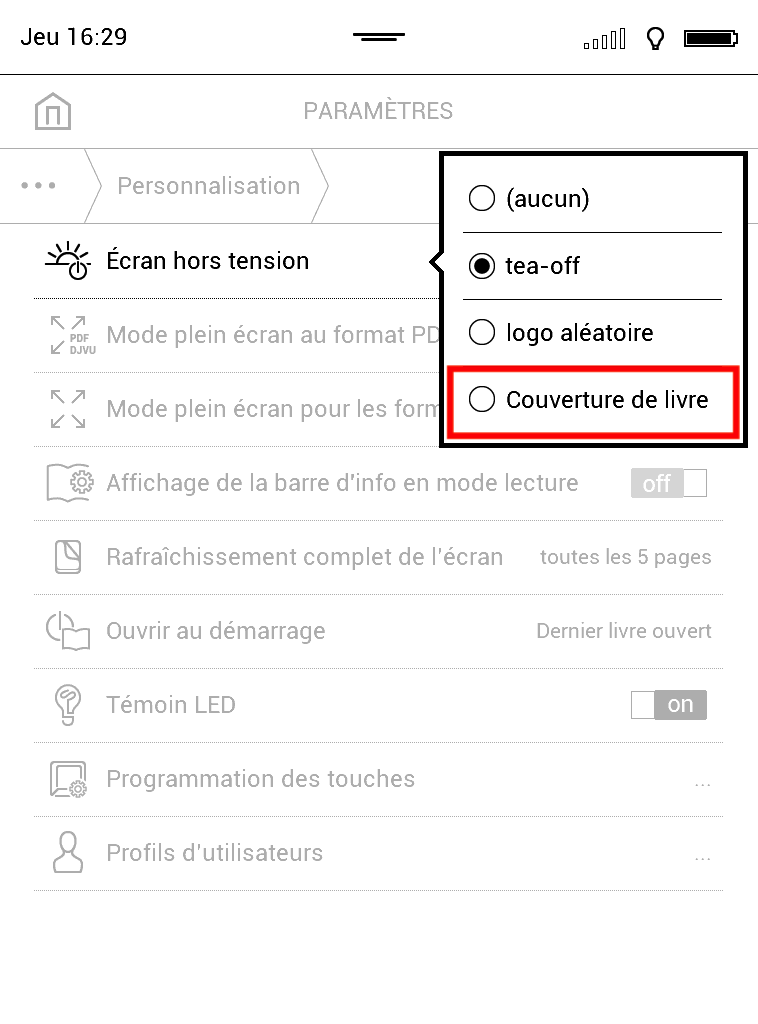 Jeu 16:29
PARAMÈTRES
... Personnalisation
(aucun)
tea-off
logo aléatoire
Couverture de livre
Écran hors tension
PDF
DJVU
Mode plein écran au format PD
Mode plein écran pour les form
Affichage de la barre d'info en mode lecture off
Rafraîchissement complet de l'écran toutes les 5 pages
Ouvrir au démarrage Dernier livre ouvert
Témoin LED on
Programmation des touches ...
Profils d'utilisateurs ...